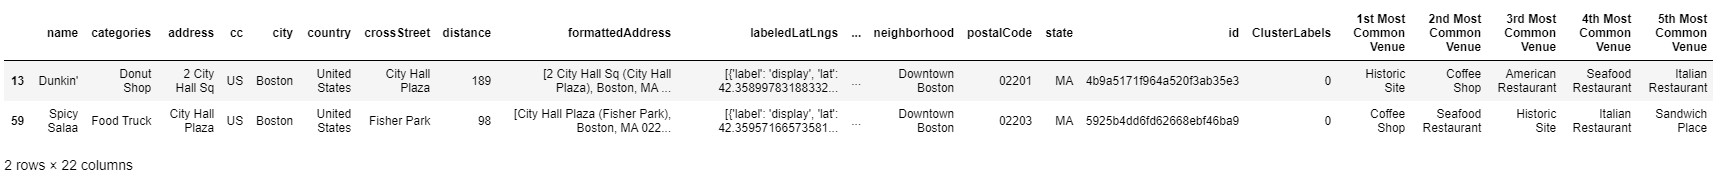 name categories address cc city country crossStreet distance formattedAddress labeledLatLngs ... neighborhood postalCode state id ClusterLabels 1st Most Common Venue 2nd Most Common Venue 3rd Most Common Venue 4th Most Common Venue 5th Most Common Venue
13 Dunkin' Donut Shop 2 City Hall Sq US Boston United States City Hall Plaza 189 [2 City Hall Sq (City Hall Plaza), Boston, MA ... [{'label': 'display', 'lat': 42.35899783188332... ... Downtown Boston 02201 MA 4b9a5171f964a520f3ab35e3 0 Historic Site Coffee Shop American Restaurant Seafood Restaurant Italian Restaurant
59 Spicy Salaa Food Truck City Hall Plaza US Boston United States Fisher Park 98 [City Hall Plaza (Fisher Park), Boston, MA 022... [{'label': 'display', 'lat': 42.35957166573581... ... Downtown Boston 02203 MA 5925b4dd6fd62668ebf46ba9 0 Coffee Shop Seafood Restaurant Historic Site Italian Restaurant Sandwich Place
2 rows × 22 columns